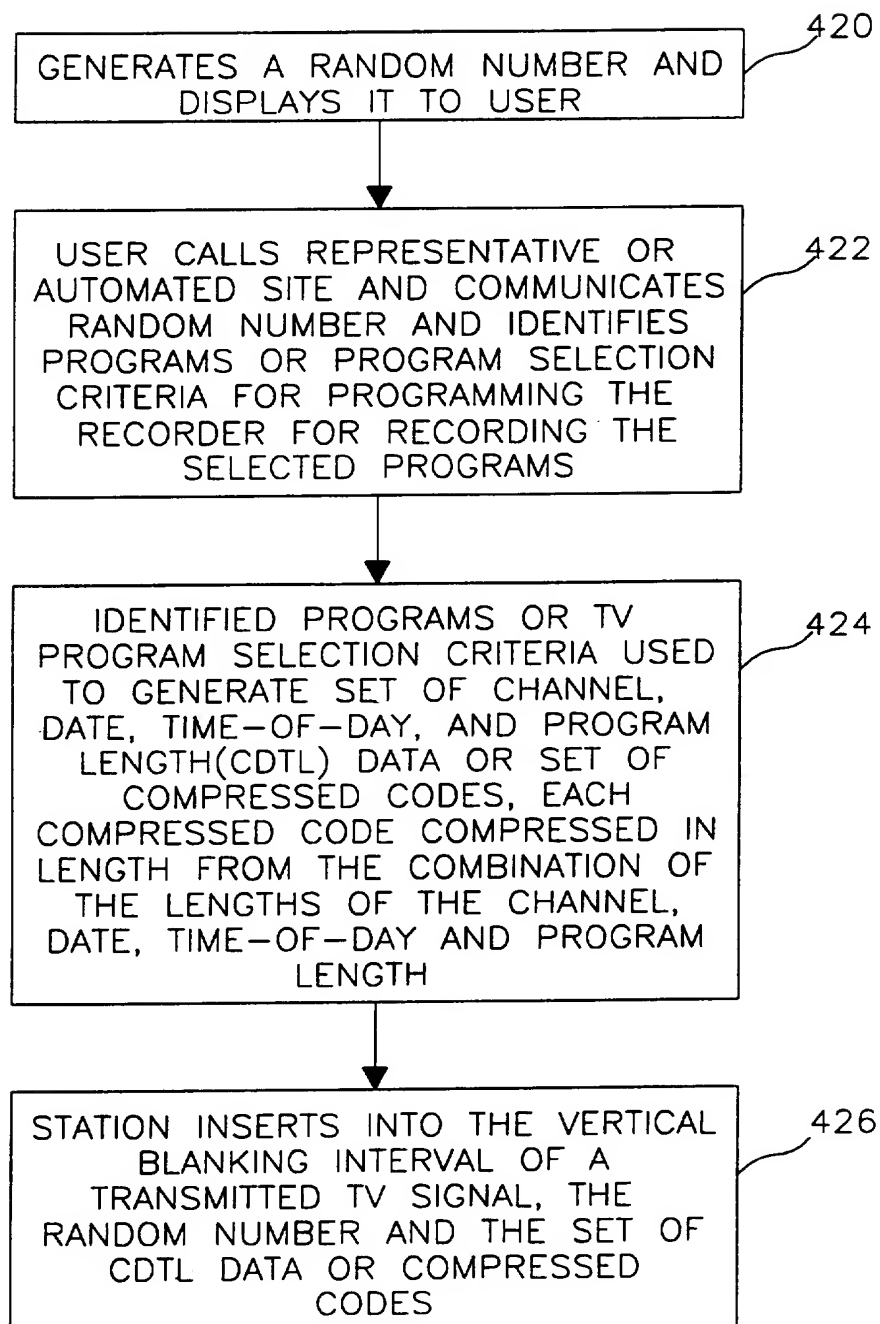 420
GENERATES A RANDOM NUMBER AND
DISPLAYS IT TO USER
422
USER CALLS REPRESENTATIVE OR
AUTOMATED SITE AND COMMUNICATES
RANDOM NUMBER AND IDENTIFIES
PROGRAMS OR PROGRAM SELECTION
CRITERIA FOR PROGRAMMING THE
RECORDER FOR RECORDING THE
SELECTED PROGRAMS
424
IDENTIFIED PROGRAMS OR TV
PROGRAM SELECTION CRITERIA USED
TO GENERATE SET OF CHANNEL,
DATE, TIME-OF-DAY, AND PROGRAM
LENGTH(CDTL) DATA OR SET OF
COMPRESSED CODES, EACH
COMPRESSED CODE COMPRESSED IN
LENGTH FROM THE COMBINATION OF
THE LENGTHS OF THE CHANNEL,
DATE, TIME-OF-DAY AND PROGRAM
LENGTH
426
STATION INSERTS INTO THE VERTICAL
BLANKING INTERVAL OF A
TRANSMITTED TV SIGNAL, THE
RANDOM NUMBER AND THE SET OF
CDTL DATA OR COMPRESSED
CODES